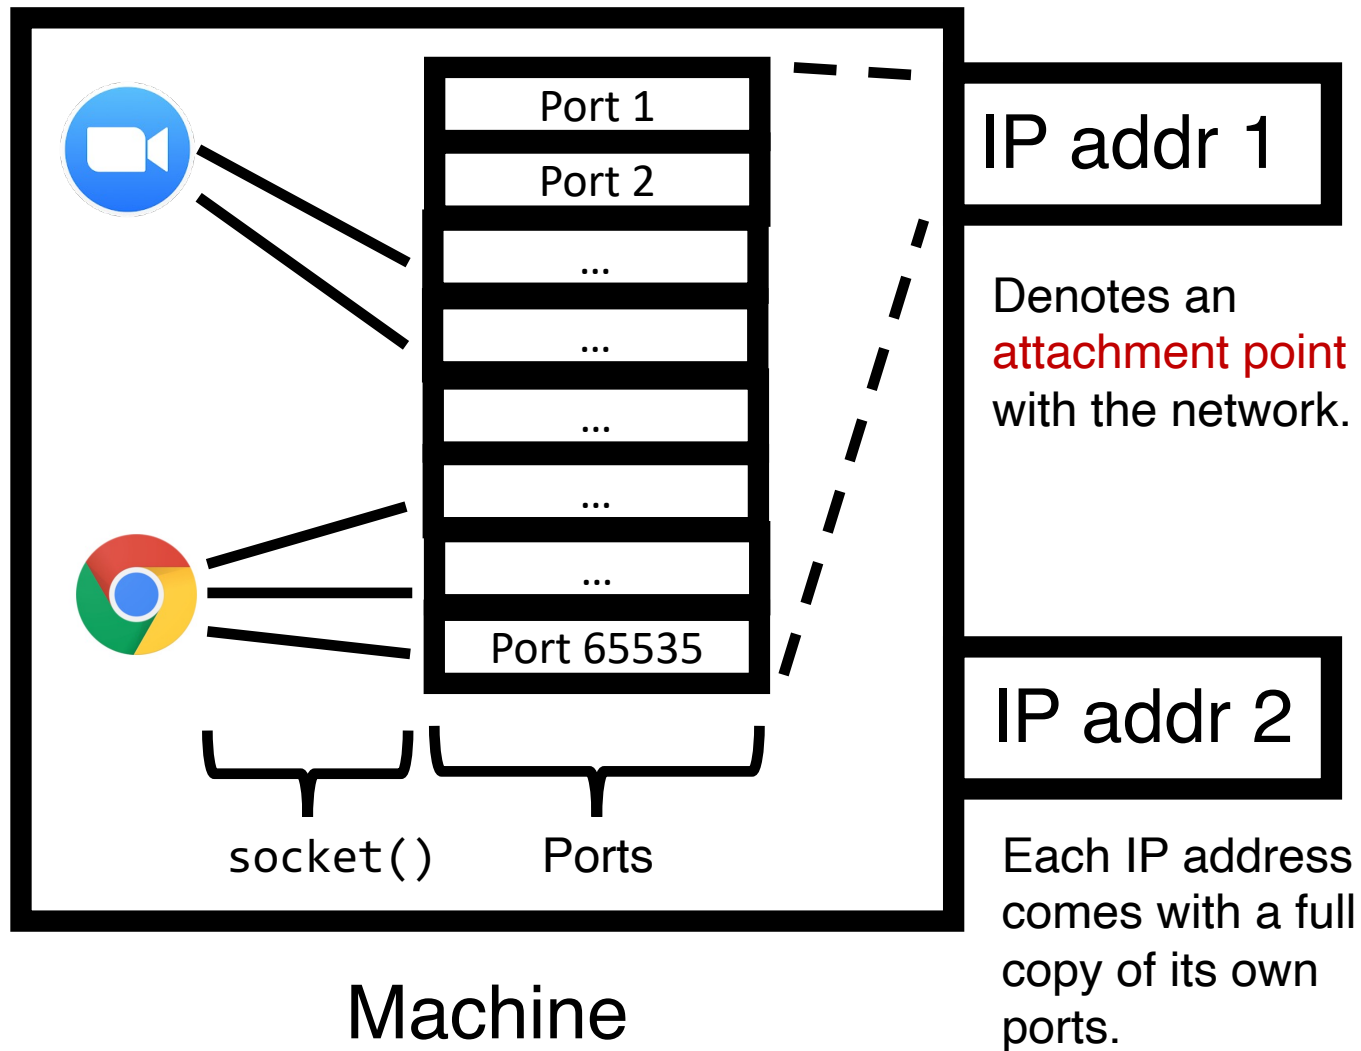 Port 1
Port 2
...
...
...
...
...
Port 65535
socket()
Ports
Machine
IP addr 1
Denotes an
attachment point
with the network.
IP addr 2
Each IP address
comes with a full
copy of its own
ports.